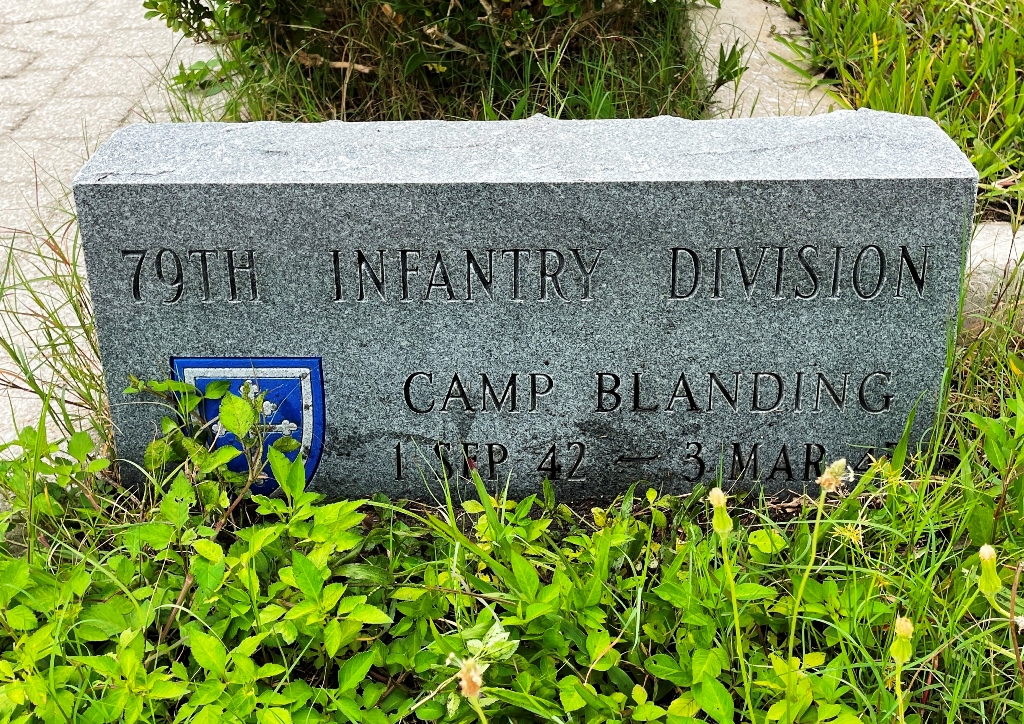 79TH INFANTRY DIVISION
CAMP BLANDING
1 SEP 42 — 3 MAR